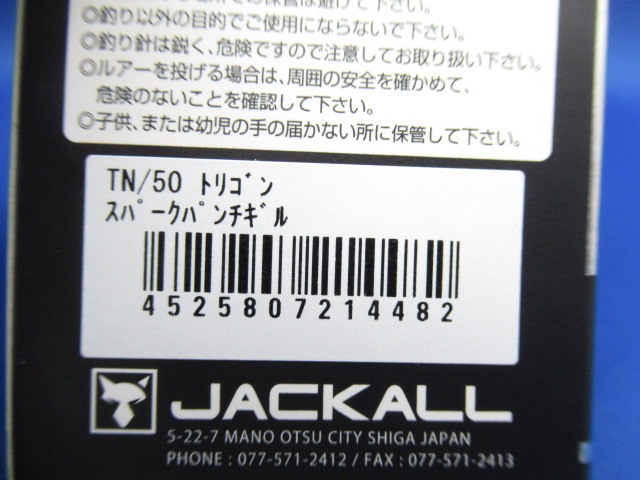 ◎釣り以外の目的でご使用にならないで下さい。
◎釣り針は鋭く、危険ですので注意してお取り扱い下さい。
◎ルアーを投げる場合は、周囲の安全を確かめて、
危険のないことを確認して下さい。
◎子供、または幼児の手の届かない所に保管して下さい。
TN/50 ﾄﾘｺﾞﾝ
ｽﾊﾟｰｸﾊﾟﾝﾁｷﾞﾙ
4525807214482
JACKALL
5-22-7 MANO OTSU CITY SHIGA JAPAN
PHONE : 077-571-2412 / FAX : 077-571-2413